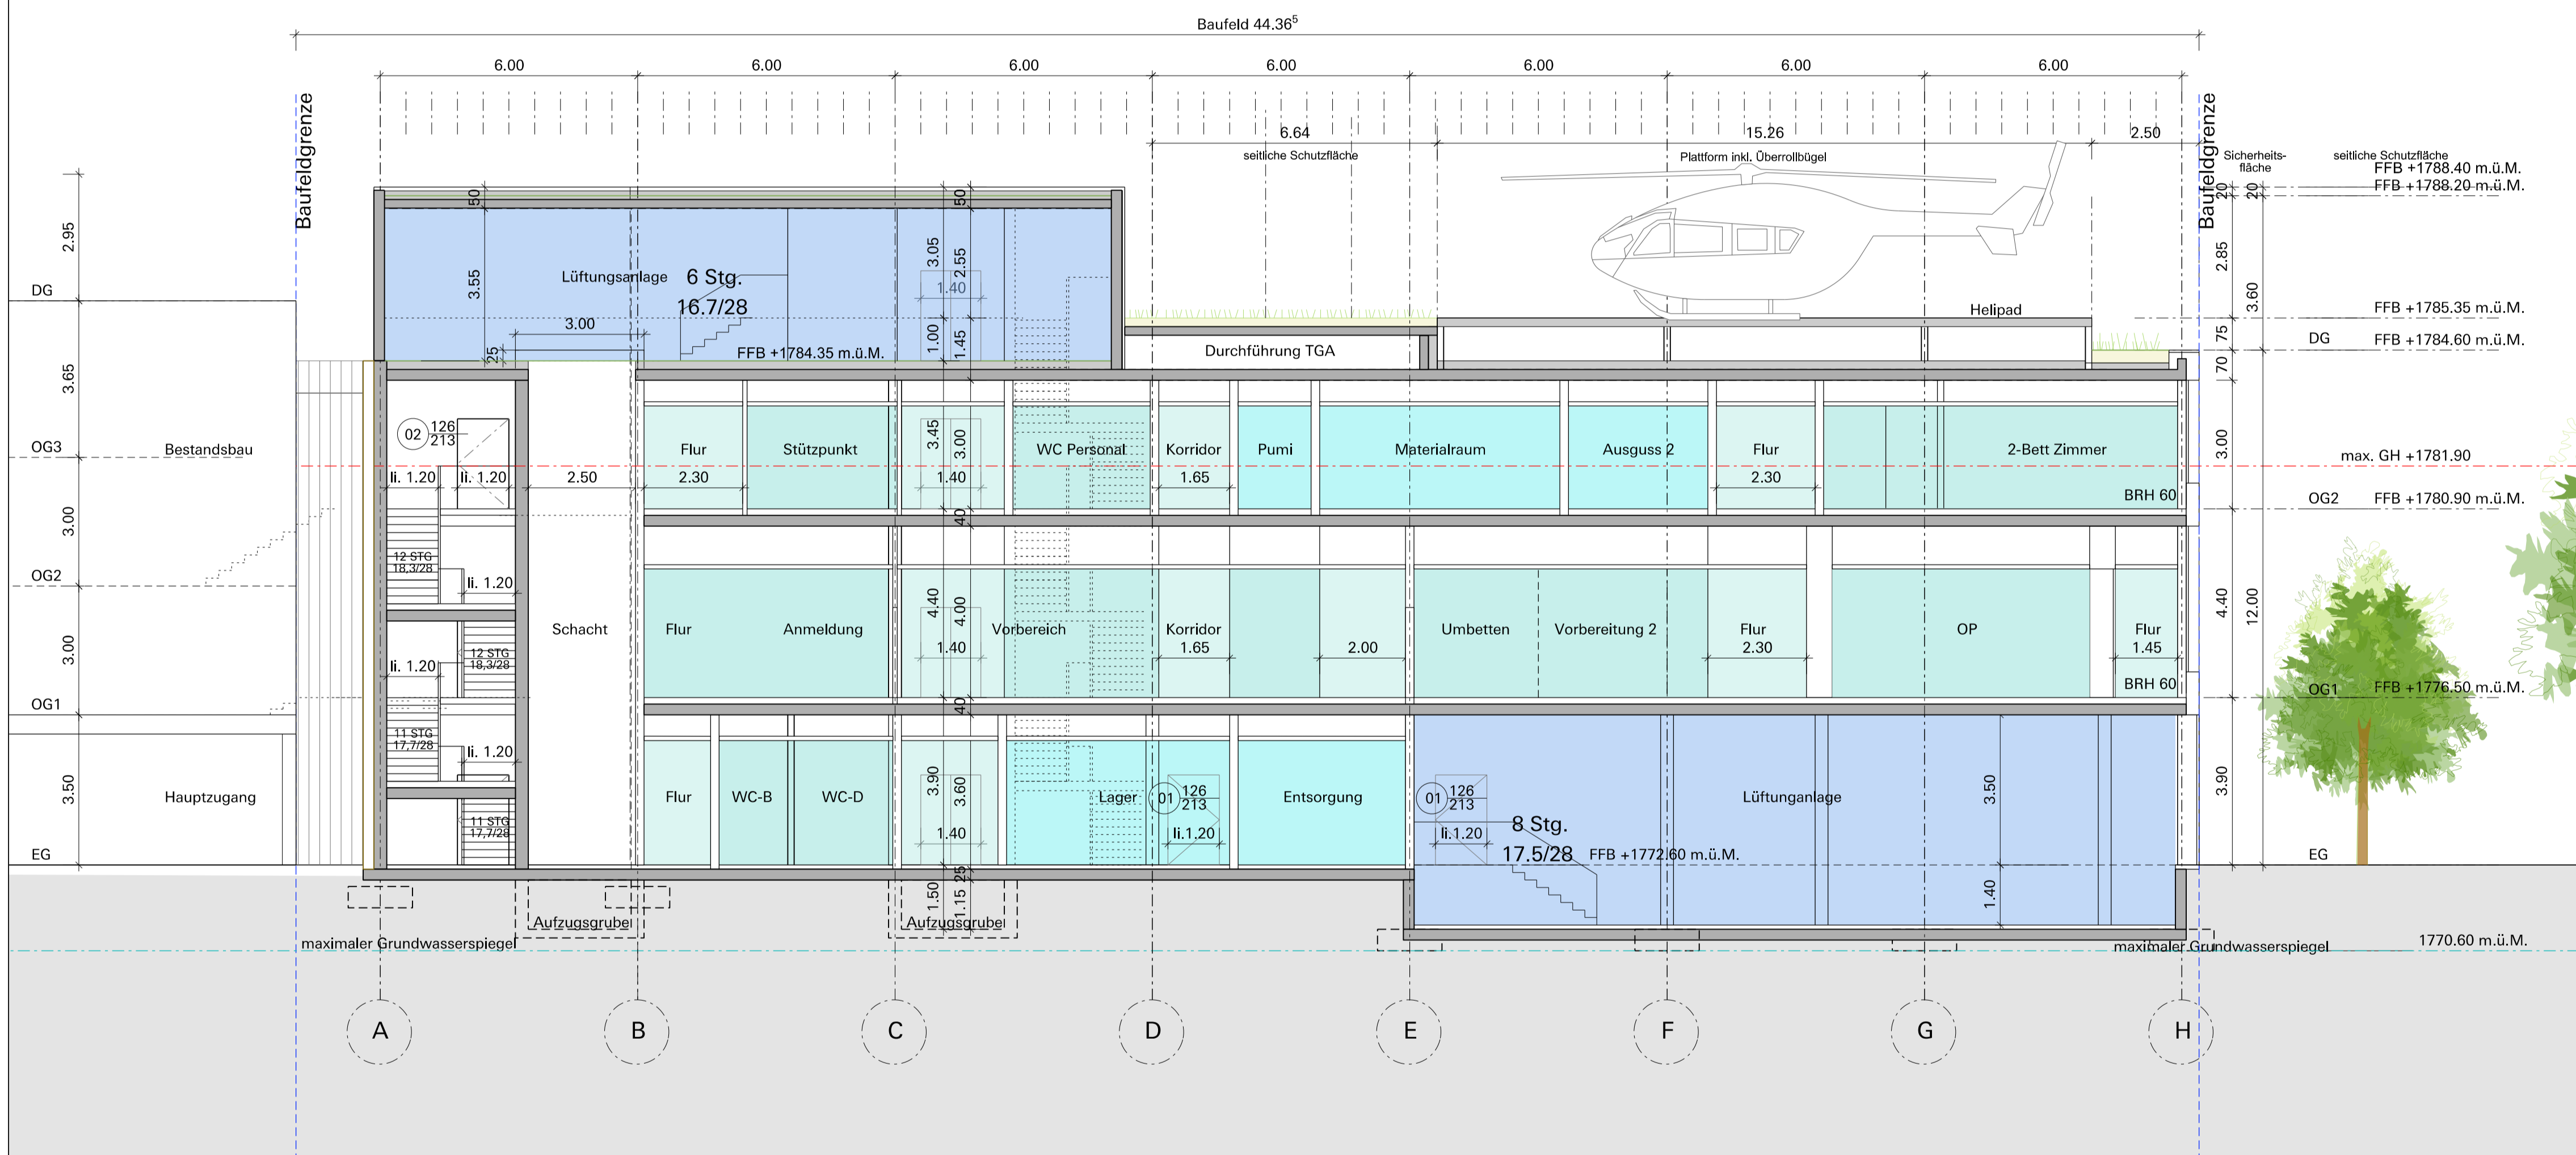 Baufeld 44.36⁵
6.00 6.00 6.00 6.00 6.00 6.00 6.00
Baufeldgrenze
Baufeldgrenze
6.64 15.26 2.50
seitliche Schutzfläche
Plattform inkl. Überrollbügel
Sicherheits-
fläche
seitliche Schutzfläche
FFB +1788.40 m.ü.M.
FFB +1788.20 m.ü.M.
20 20
50 50
2.95
3.55
3.05
2.55
2.85
3.60
Lüftungsanlage
6 Stg.
16.7/28
1.40
DG
3.00
25
FFB +1784.35 m.ü.M.
1.00
1.45
Durchführung TGA
Helipad
FFB +1785.35 m.ü.M.
75
DG FFB +1784.60 m.ü.M.
70
3.65
OG3
Bestandsbau
02
126
213
li. 1.20 li. 1.20
2.50
Flur
2.30
Stützpunkt
3.45
3.00
1.40
WC Personal
Korridor
1.65
Pumi
Materialraum
Ausguss 2
Flur
2.30
2-Bett Zimmer
BRH 60
3.00
max. GH +1781.90
OG2 FFB +1780.90 m.ü.M.
40
3.00
OG2
12 STG
18,3/28
li. 1.20
3.00
12 STG
18,3/28
li. 1.20
Schacht
Flur
Anmeldung
4.40
4.00
1.40
Vorbereich
Korridor
1.65
2.00
Umbetten
Vorbereitung 2
Flur
2.30
OP
Flur
1.45
BRH 60
4.40
12.00
OG1 FFB +1776.50 m.ü.M.
OG1
40
11 STG
17,7/28
li. 1.20
3.50
Hauptzugang
11 STG
17,7/28
Flur
WC-B
WC-D
3.90
3.60
1.40
Lager
01
126
213
li.1.20
Entsorgung
01
126
213
li.1.20
8 Stg.
17.5/28
FFB +1772.60 m.ü.M.
Lüftunganlage
3.50
3.90
EG
EG
25
1.50
1.15
1.40
Aufzugsgrube
Aufzugsgrube
maximaler Grundwasserspiegel
maximaler Grundwasserspiegel
1770.60 m.ü.M.
A B C D E F G H